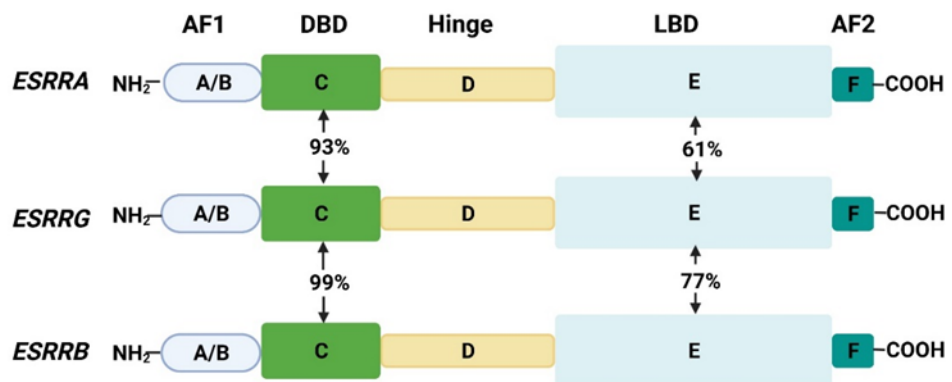 AF1 DBD Hinge LBD AF2
ESRRA NH2 A/B C D E F COOH
93% 61%
ESRRG NH2 A/B C D E F COOH
99% 77%
ESRRB NH2 A/B C D E F COOH